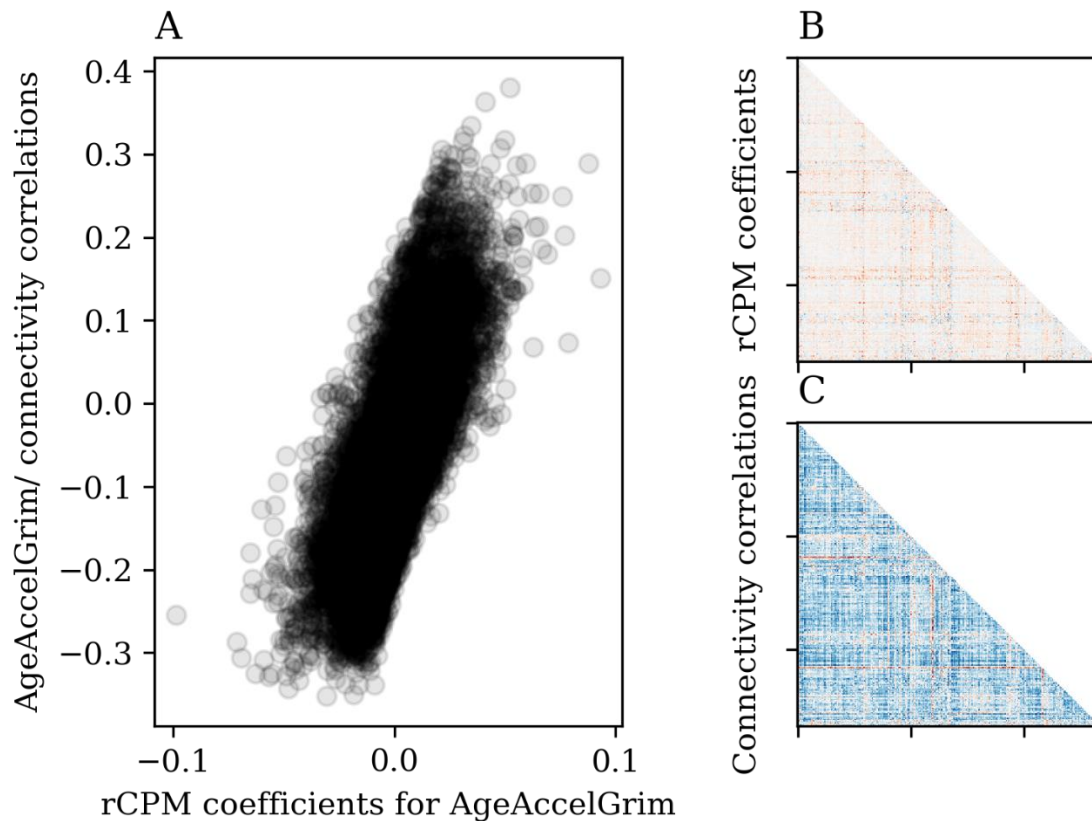 A
AgeAccelGrim/ connectivity correlations
0.4
0.3
0.2
0.1
0.0
−0.1
−0.2
−0.3
−0.1
0.0
0.1
rCPM coefficients for AgeAccelGrim
B
rCPM coefficients
C
Connectivity correlations